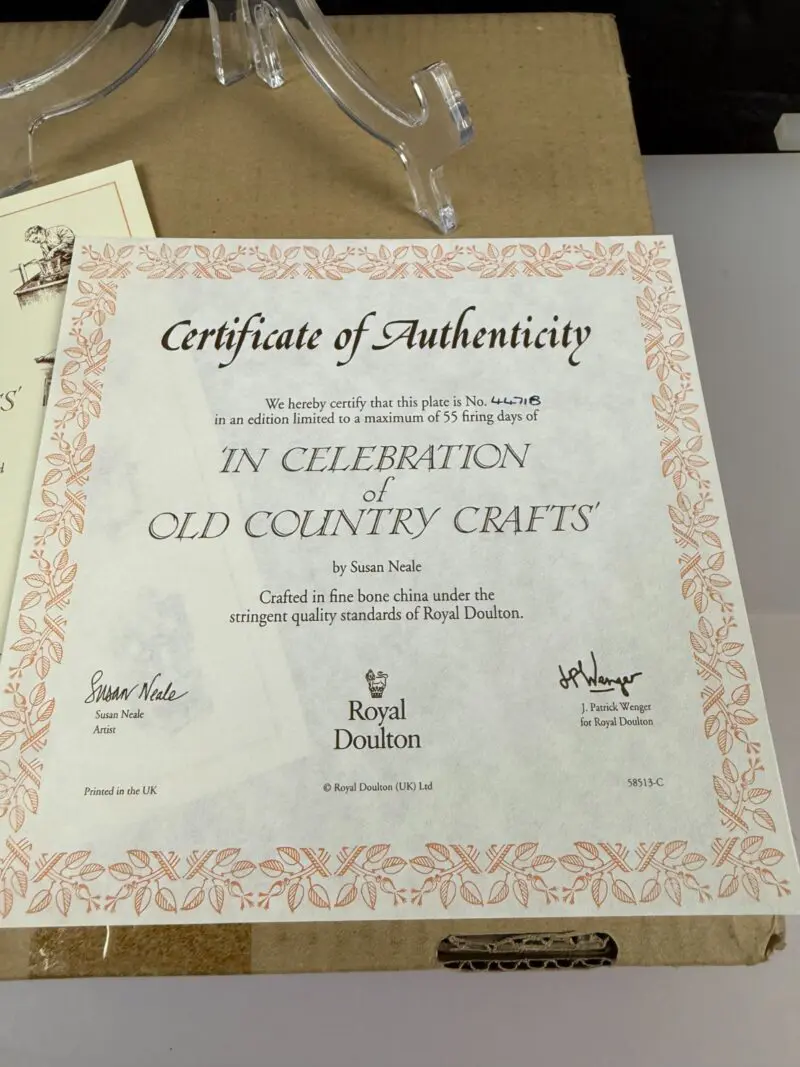 Certificate of Authenticity
We hereby certify that this plate is No. 4471B
in an edition limited to a maximum of 55 firing days of
'IN CELEBRATION
of
OLD COUNTRY CRAFTS'
by Susan Neale
Crafted in fine bone china under the
stringent quality standards of Royal Doulton.
Susan Neale
Susan Neale
Artist
Royal
Doulton
JPWenger
J. Patrick Wenger
for Royal Doulton
Printed in the UK
© Royal Doulton (UK) Ltd
58513-C